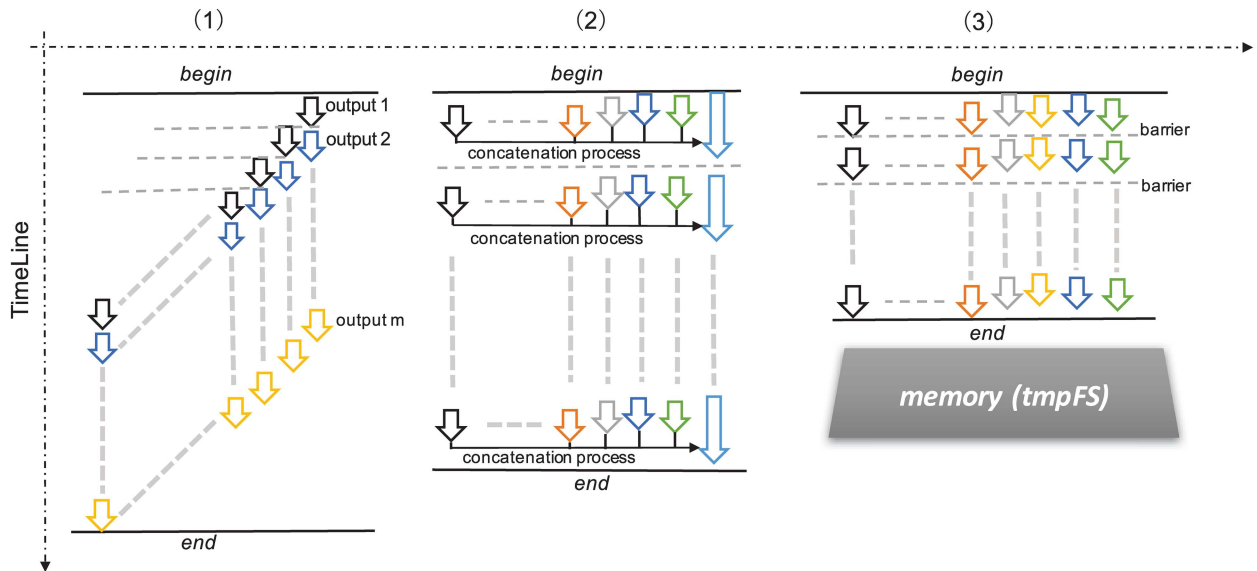 (1)
(2)
(3)
TimeLine
begin
output 1
output 2
output m
end
begin
concatenation process
concatenation process
concatenation process
end
begin
barrier
barrier
end
memory (tmpFS)